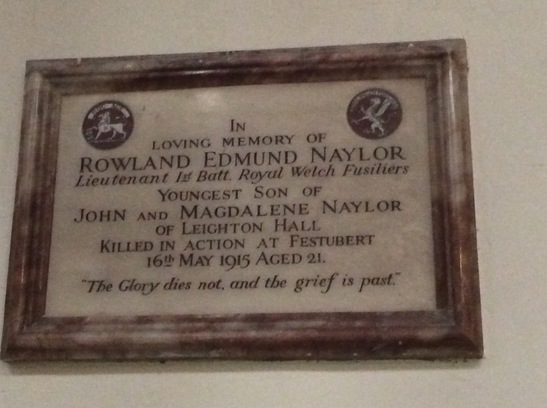 IN
LOVING MEMORY OF
ROWLAND EDMUND NAYLOR
Lieutenant 1st Batt. Royal Welch Fusiliers
YOUNGEST SON OF
JOHN AND MAGDALENE NAYLOR
OF LEIGHTON HALL
KILLED IN ACTION AT FESTUBERT
16th MAY 1915 AGED 21.
"The Glory dies not, and the grief is past."